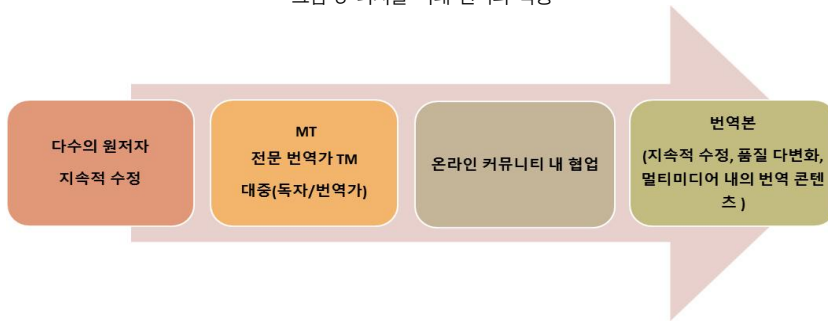 다수의 원저자
지속적 수정
MT
전문 번역가 TM
대중(독자/번역가)
온라인 커뮤니티 내 협업
번역본
(지속적 수정, 품질 다변화,
멀티미디어 내의 번역 콘텐
츠 )